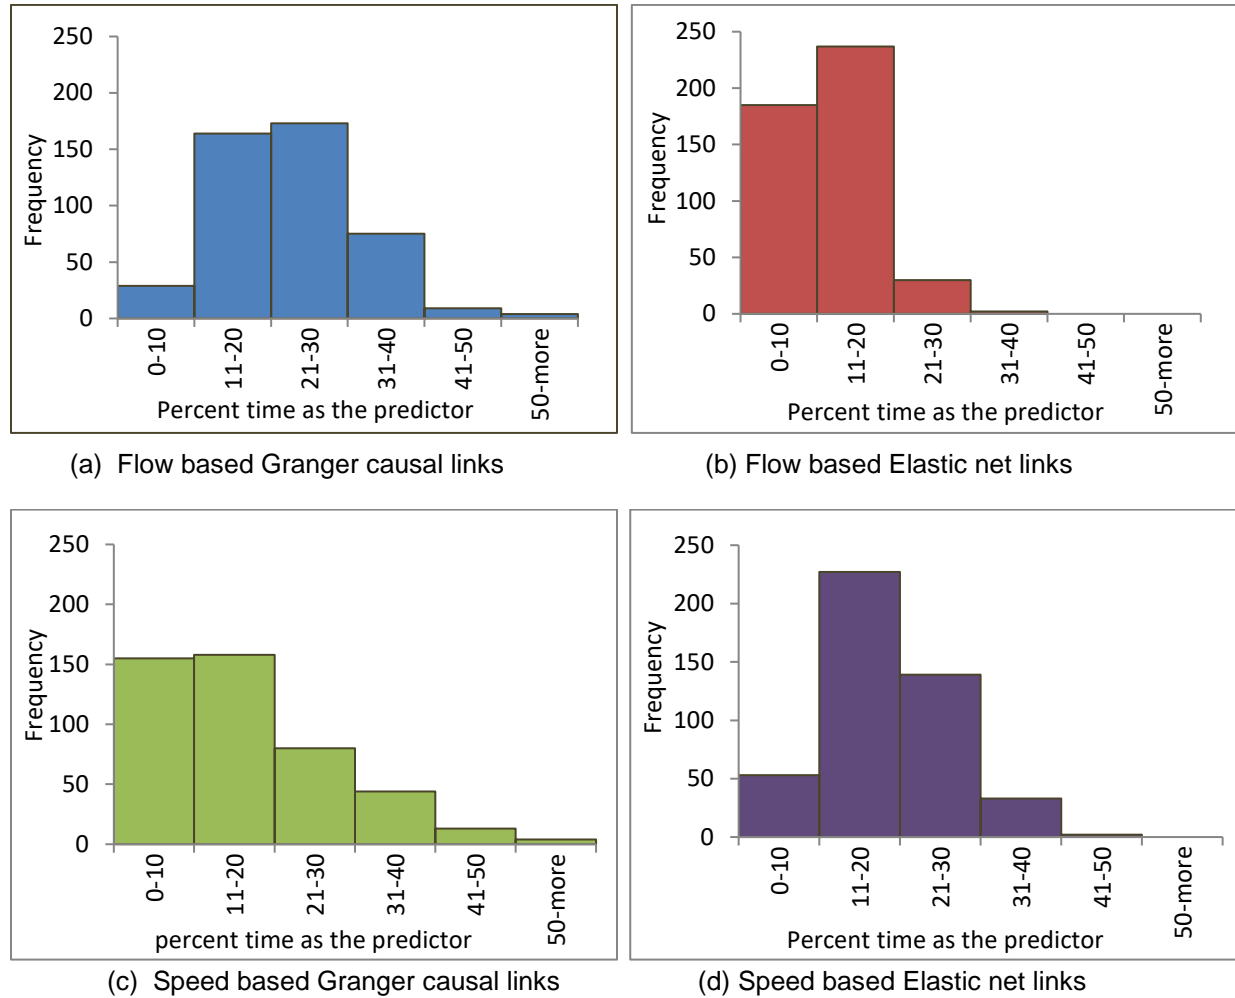 250
200
150
100
50
0
Frequency
0-10
11-20
21-30
31-40
41-50
50-more
Percent time as the predictor
(a) Flow based Granger causal links
250
200
150
100
50
0
Frequency
0-10
11-20
21-30
31-40
41-50
50-more
Percent time as the predictor
(b) Flow based Elastic net links
250
200
150
100
50
0
Frequency
0-10
11-20
21-30
31-40
41-50
50-more
percent time as the predictor
(c) Speed based Granger causal links
250
200
150
100
50
0
Frequency
0-10
11-20
21-30
31-40
41-50
50-more
Percent time as the predictor
(d) Speed based Elastic net links